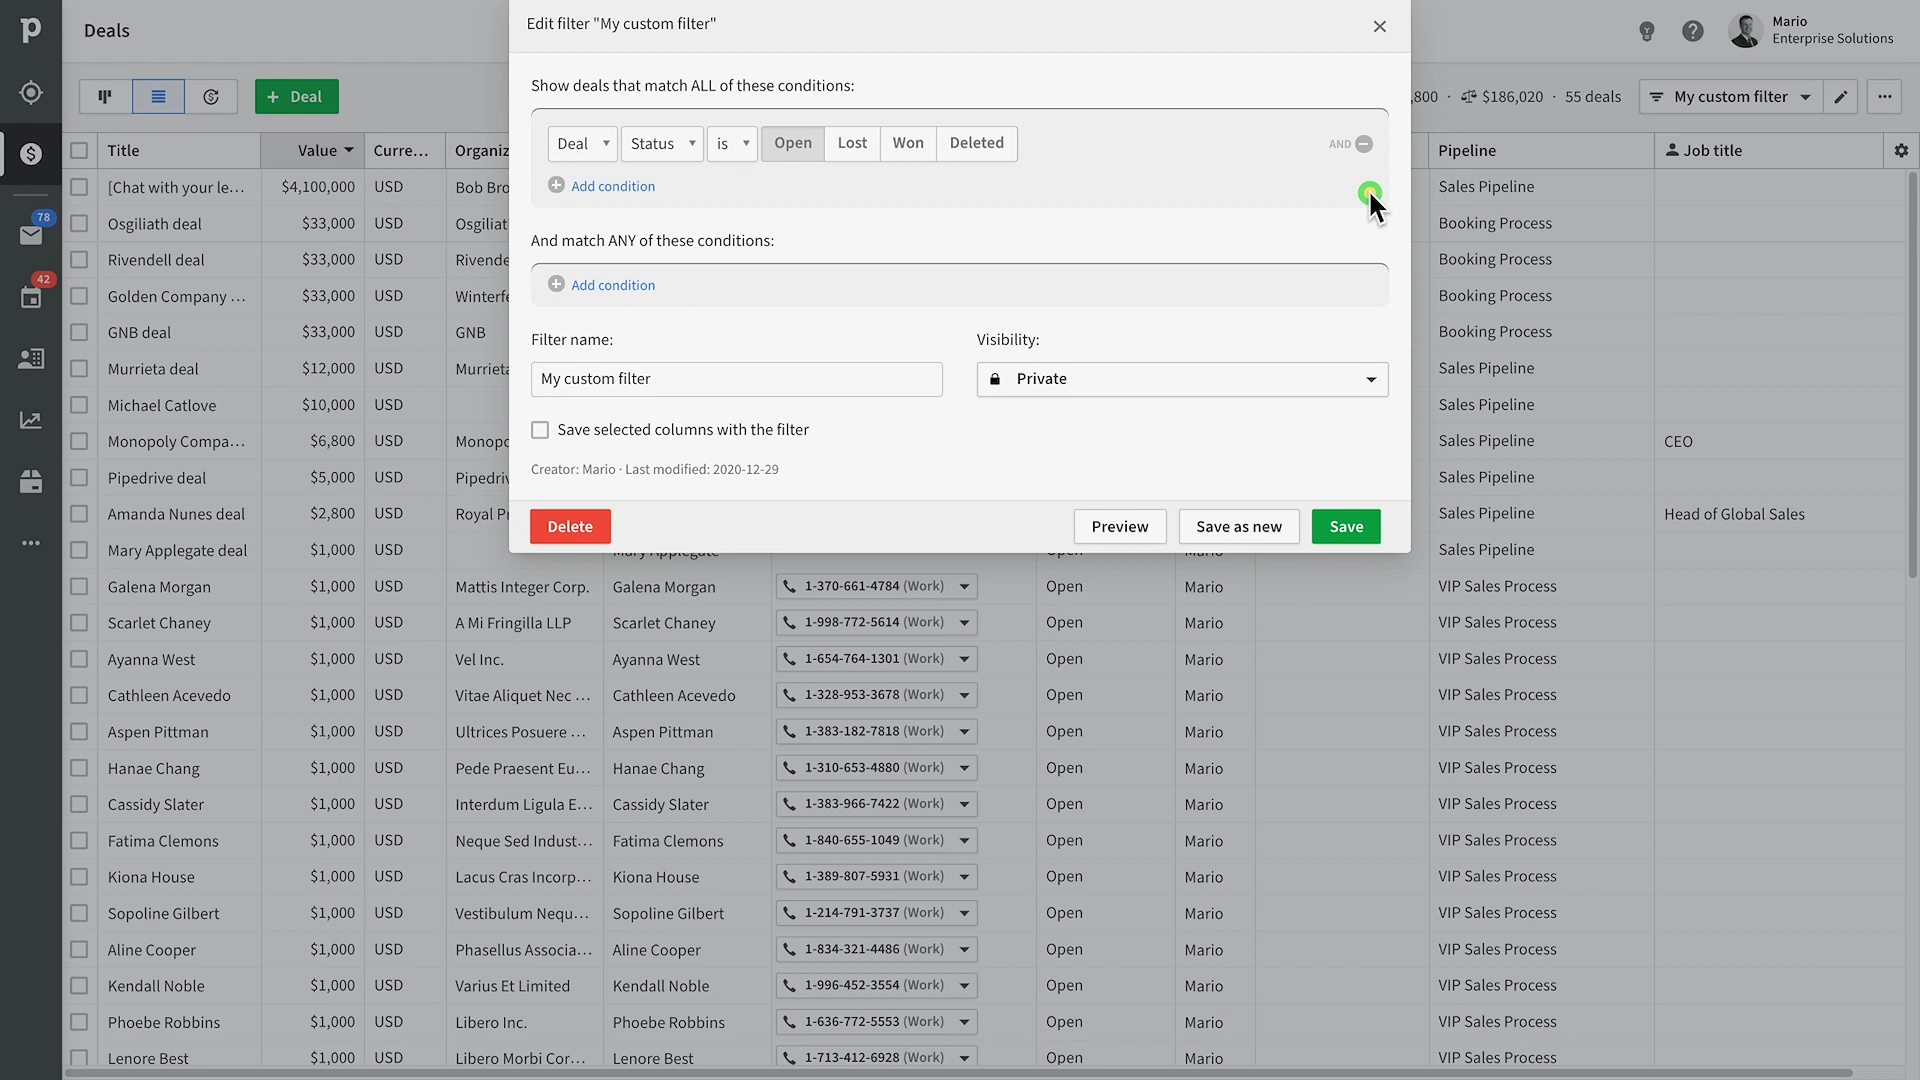 Deals
Edit filter "My custom filter"
Mario
Enterprise Solutions
Show deals that match ALL of these conditions:
Deal
,800 · $186,020 · 55 deals
My custom filter
Deal Status is Open Lost Won Deleted AND
Add condition
And match ANY of these conditions:
Add condition
Filter name:
Visibility:
My custom filter
Private
Save selected columns with the filter
Creator: Mario · Last modified: 2020-12-29
Delete Preview Save as new Save
78
42
Title Value Curre... Organiz Pipeline Job title
[Chat with your le... $4,100,000 USD Bob Bro Sales Pipeline
Osgiliath deal $33,000 USD Osgiliat Booking Process
Rivendell deal $33,000 USD Rivende Booking Process
Golden Company ... $33,000 USD Winterfe Booking Process
GNB deal $33,000 USD GNB Booking Process
Murrieta deal $12,000 USD Murrieta Sales Pipeline
Michael Catlove $10,000 USD Sales Pipeline
Monopoly Compa... $6,800 USD Monopo Sales Pipeline CEO
Pipedrive deal $5,000 USD Pipedriv Sales Pipeline
Amanda Nunes deal $2,800 USD Royal Pr Sales Pipeline Head of Global Sales
Mary Applegate deal $1,000 USD Mary Applegate Open Mario Sales Pipeline
Galena Morgan $1,000 USD Mattis Integer Corp. Galena Morgan 1-370-661-4784 (Work) Open Mario VIP Sales Process
Scarlet Chaney $1,000 USD A Mi Fringilla LLP Scarlet Chaney 1-998-772-5614 (Work) Open Mario VIP Sales Process
Ayanna West $1,000 USD Vel Inc. Ayanna West 1-654-764-1301 (Work) Open Mario VIP Sales Process
Cathleen Acevedo $1,000 USD Vitae Aliquet Nec ... Cathleen Acevedo 1-328-953-3678 (Work) Open Mario VIP Sales Process
Aspen Pittman $1,000 USD Ultrices Posuere ... Aspen Pittman 1-383-182-7818 (Work) Open Mario VIP Sales Process
Hanae Chang $1,000 USD Pede Praesent Eu... Hanae Chang 1-310-653-4880 (Work) Open Mario VIP Sales Process
Cassidy Slater $1,000 USD Interdum Ligula E... Cassidy Slater 1-383-966-7422 (Work) Open Mario VIP Sales Process
Fatima Clemons $1,000 USD Neque Sed Indust... Fatima Clemons 1-840-655-1049 (Work) Open Mario VIP Sales Process
Kiona House $1,000 USD Lacus Cras Incorp... Kiona House 1-389-807-5931 (Work) Open Mario VIP Sales Process
Sopoline Gilbert $1,000 USD Vestibulum Nequ... Sopoline Gilbert 1-214-791-3737 (Work) Open Mario VIP Sales Process
Aline Cooper $1,000 USD Phasellus Associa... Aline Cooper 1-834-321-4486 (Work) Open Mario VIP Sales Process
Kendall Noble $1,000 USD Varius Et Limited Kendall Noble 1-996-452-3554 (Work) Open Mario VIP Sales Process
Phoebe Robbins $1,000 USD Libero Inc. Phoebe Robbins 1-636-772-5553 (Work) Open Mario VIP Sales Process
Lenore Best $1,000 USD Libero Morbi Cor... Lenore Best 1-713-412-6928 (Work) Open Mario VIP Sales Process